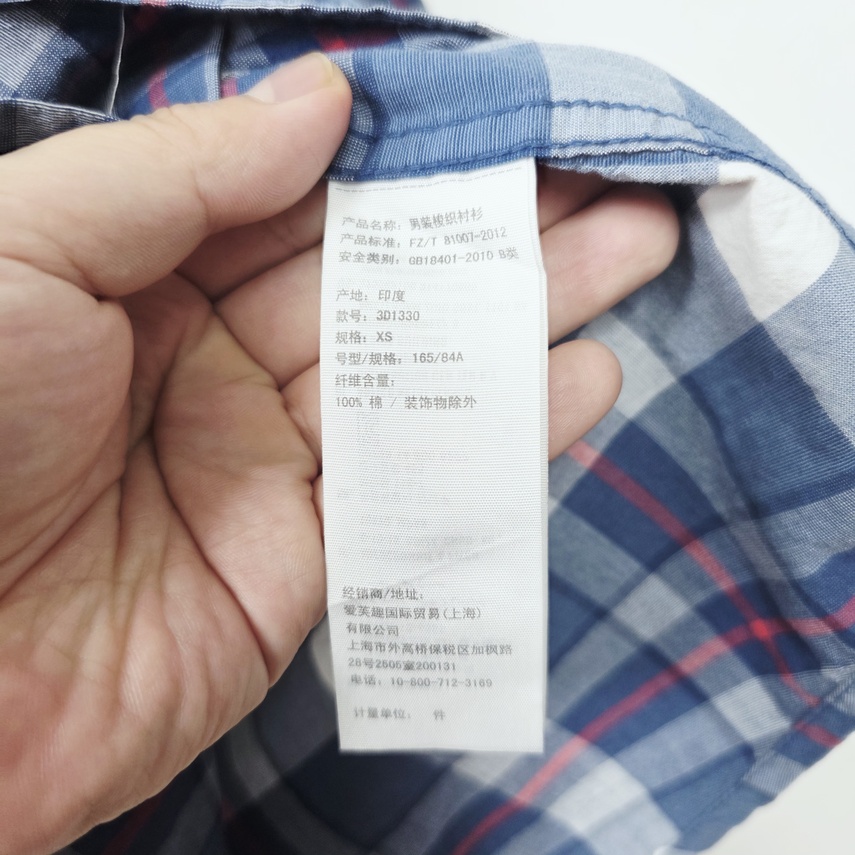 产品名称：男装梭织衬衫
产品标准：FZ/T 81007-2012
安全类别：GB18401-2010 B类
产地：印度
款号：3D1330
规格：XS
号型/规格：165/84A
纤维含量：
100% 棉 / 装饰物除外
经销商/地址：
爱芙趣国际贸易(上海)
有限公司
上海市外高桥保税区加枫路
26号2605室200131
电话：10-800-712-3169
计量单位： 件